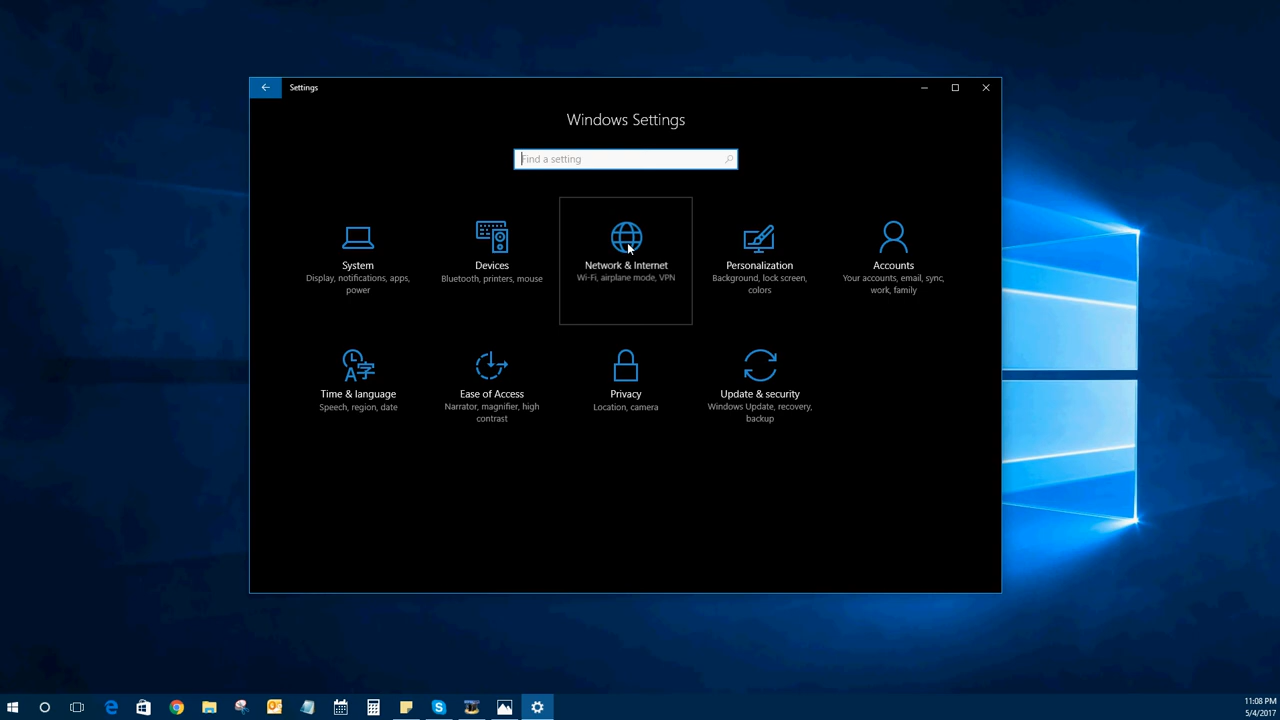 Settings
Windows Settings
Find a setting
System
Display, notifications, apps,
power
Devices
Bluetooth, printers, mouse
Network & Internet
Wi-Fi, airplane mode, VPN
Personalization
Background, lock screen,
colors
Accounts
Your accounts, email, sync,
work, family
Time & language
Speech, region, date
Ease of Access
Narrator, magnifier, high
contrast
Privacy
Location, camera
Update & security
Windows Update, recovery,
backup
11:08 PM
5/4/2017